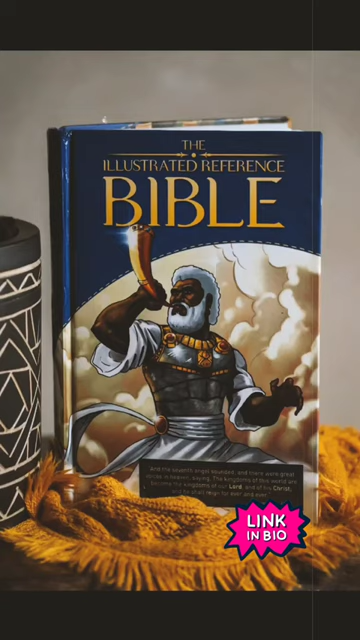 THE
ILLUSTRATED REFERENCE
BIBLE
"And the seventh angel sounded; and there were great
voices in heaven, saying, The kingdoms of this world are
become the kingdoms of our Lord, and of his Christ;
and he shall reign for ever and ever."
LINK
IN BIO